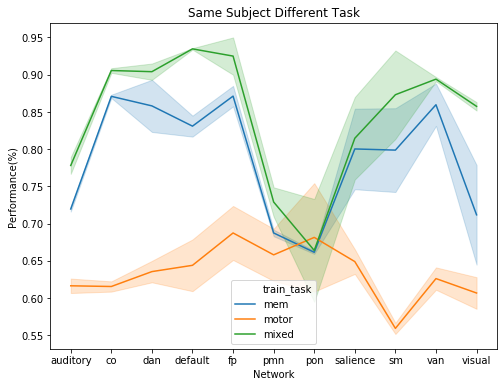 Same Subject Different Task
Performance(%)
0.95
0.90
0.85
0.80
0.75
0.70
0.65
0.60
0.55
train_task
mem
motor
mixed
auditory co dan default fp pmn pon salience sm van visual
Network